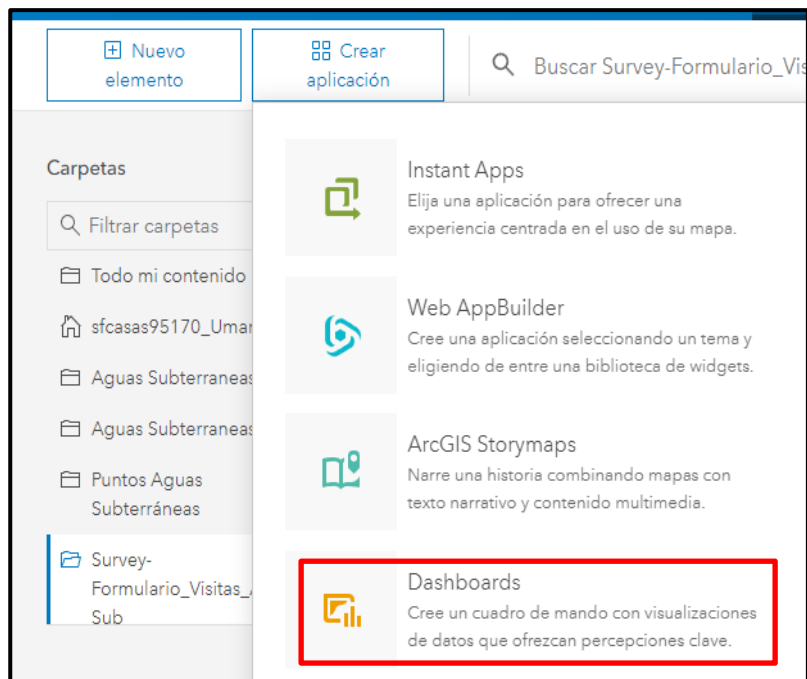 Nuevo
elemento
Crear
aplicación
Buscar Survey-Formulario_Vis
Carpetas
Filtrar carpetas
Todo mi contenido
sfcasas95170_Umar
Aguas Subterraneas
Aguas Subterraneas
Puntos Aguas
Subterráneas
Survey-
Formulario_Visitas_
Sub
Instant Apps
Elija una aplicación para ofrecer una
experiencia centrada en el uso de su mapa.
Web AppBuilder
Cree una aplicación seleccionando un tema y
eligiendo de entre una biblioteca de widgets.
ArcGIS Storymaps
Narre una historia combinando mapas con
texto narrativo y contenido multimedia.
Dashboards
Cree un cuadro de mando con visualizaciones
de datos que ofrezcan percepciones clave.